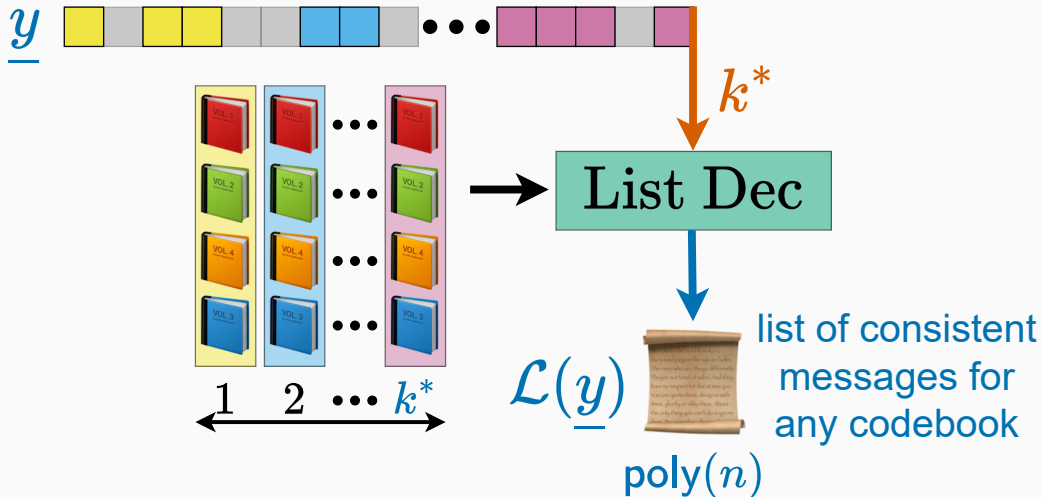 y
k*
VOL. 1
VOL. 1
VOL. 1
VOL. 2
VOL. 2
VOL. 2
List Dec
VOL. 4
VOL. 4
VOL. 4
VOL. 3
VOL. 3
VOL. 3
1 2 ••• k*
ℒ(y)
list of consistent
messages for
any codebook
poly(n)